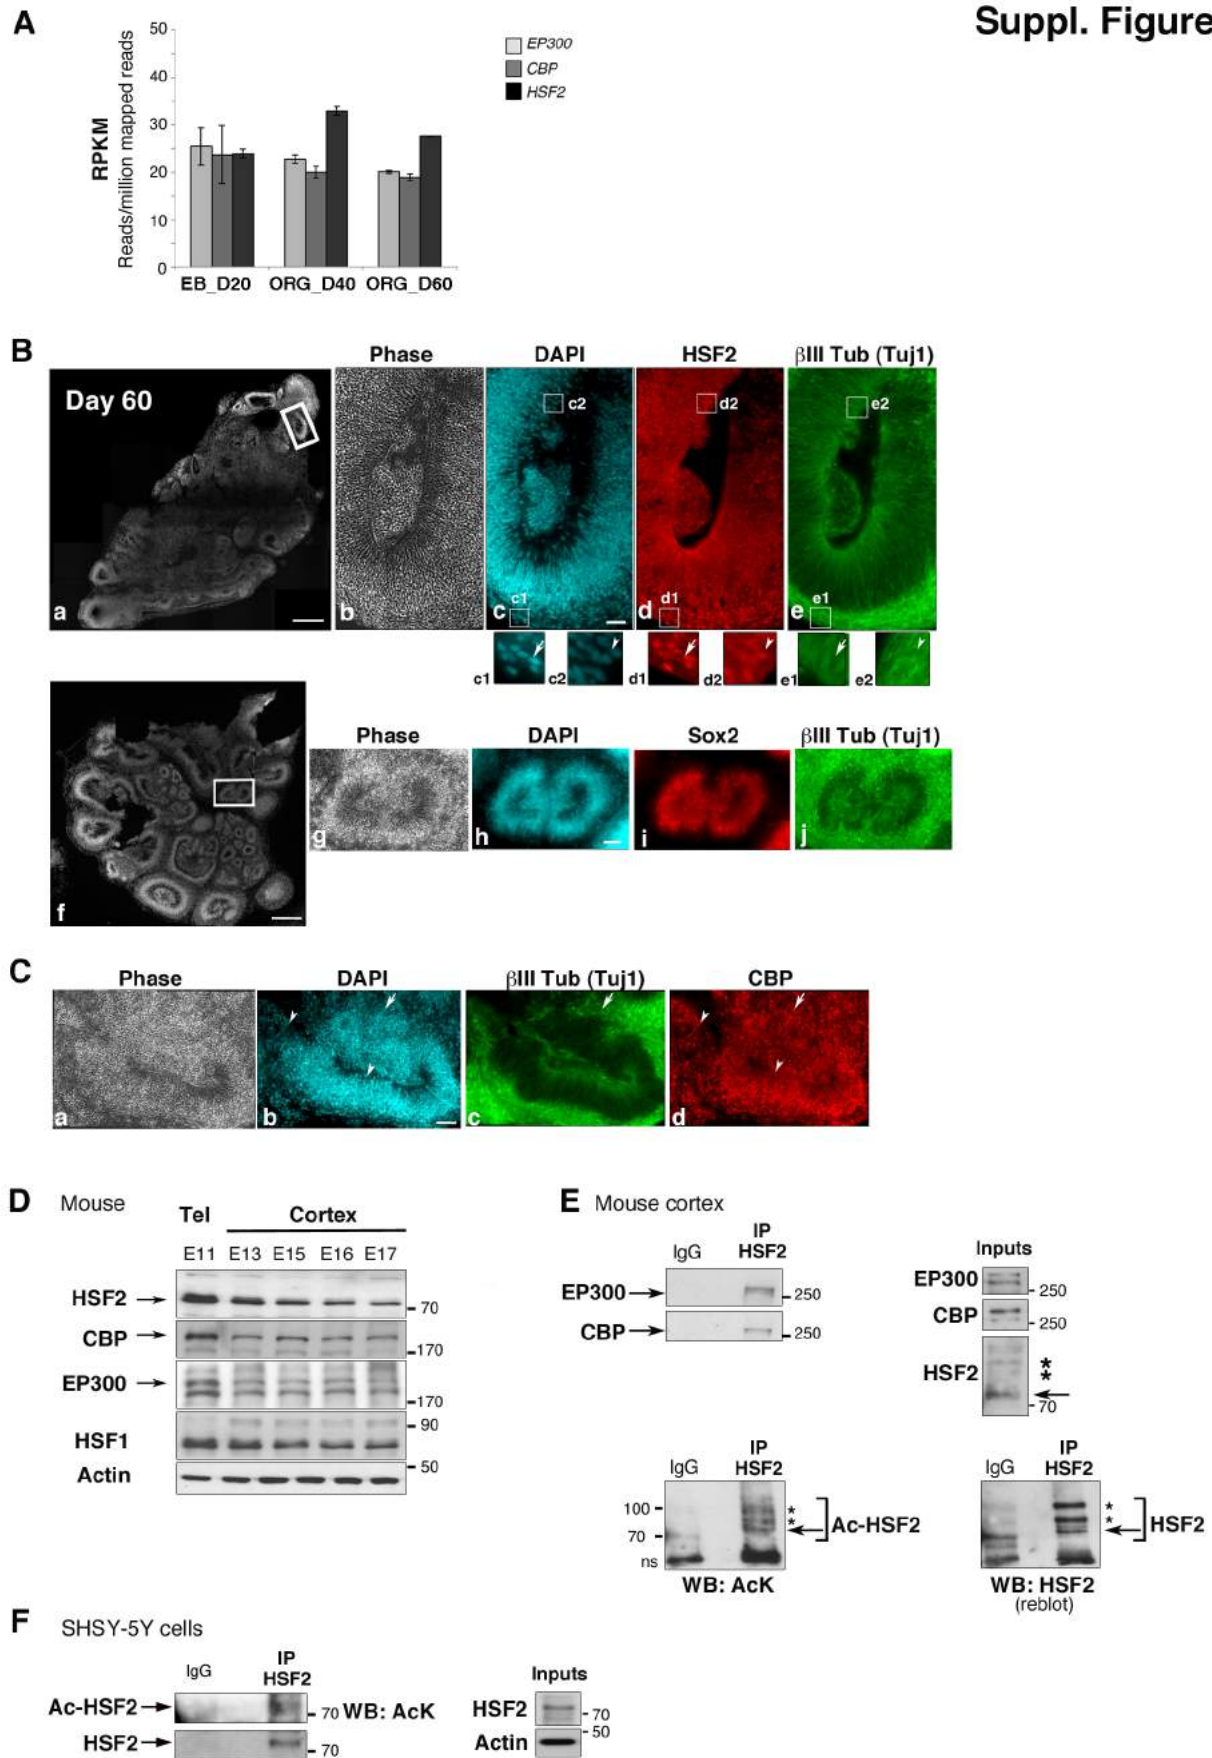 Suppl. Figure
A
50
40
30
20
10
0
RPKM
Reads/million mapped reads
EP300
CBP
HSF2
EB_D20 ORG_D40 ORG_D60
B
Phase DAPI HSF2 βIII Tub (Tuj1)
Day 60
c2 d2 e2
c1 d1 e1
a b c d e
c1 c2 d1 d2 e1 e2
Phase DAPI Sox2 βIII Tub (Tuj1)
f g h i j
C
Phase DAPI βIII Tub (Tuj1) CBP
a b c d
D Mouse
Tel Cortex
E11 E13 E15 E16 E17
HSF2 70
CBP 170
EP300 170
HSF1 90
50
Actin
E Mouse cortex
IgG IP HSF2
EP300 250
CBP 250
Inputs
EP300 250
CBP 250
HSF2 * * 70
IgG IP HSF2
100 *
70 * Ac-HSF2
ns
WB: AcK
IgG IP HSF2
* * HSF2
WB: HSF2
(reblot)
F SHSY-5Y cells
IgG IP HSF2
Ac-HSF2 70 WB: AcK
HSF2 70
Inputs
HSF2 70
50
Actin